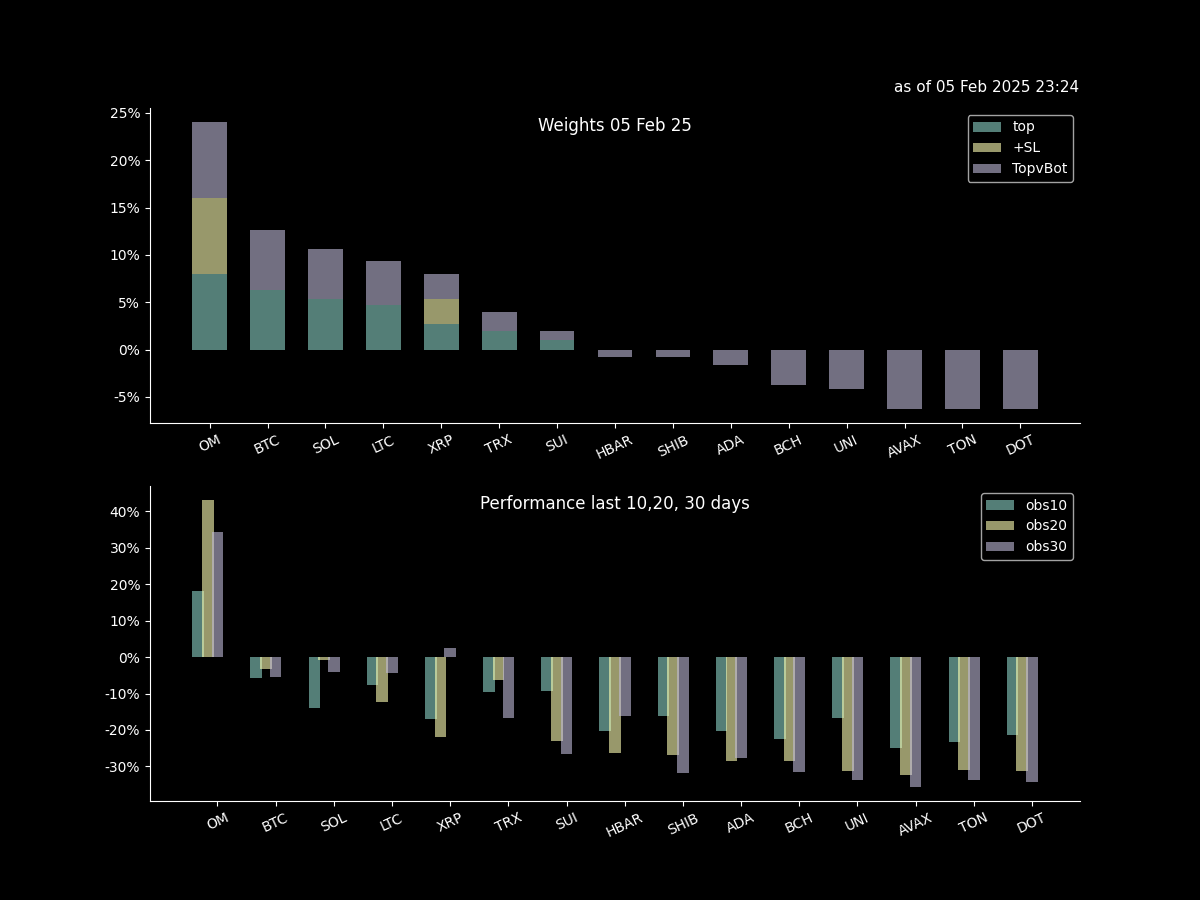 as of 05 Feb 2025 23:24
Weights 05 Feb 25
25%
20%
15%
10%
5%
0%
-5%
top
+SL
TopvBot
OM BTC SOL LTC XRP TRX SUI HBAR SHIB ADA BCH UNI AVAX TON DOT
Performance last 10,20, 30 days
40%
30%
20%
10%
0%
-10%
-20%
-30%
obs10
obs20
obs30
OM BTC SOL LTC XRP TRX SUI HBAR SHIB ADA BCH UNI AVAX TON DOT